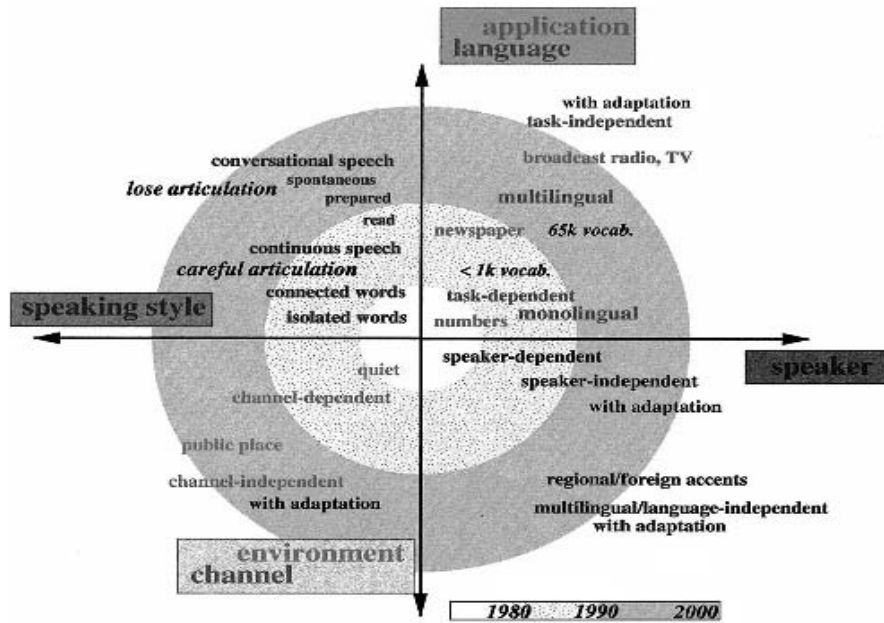 application
language
with adaptation
task-independent
broadcast radio, TV
multilingual
newspaper 65k vocab.
< 1k vocab.
task-dependent
numbers monolingual
conversational speech
lose articulation spontaneous
prepared
read
continuous speech
careful articulation
connected words
isolated words
speaking style
speaker
speaker-dependent
speaker-independent
with adaptation
regional/foreign accents
multilingual/language-independent
with adaptation
quiet
channel-dependent
public place
channel-independent
with adaptation
environment
channel
1980 1990 2000